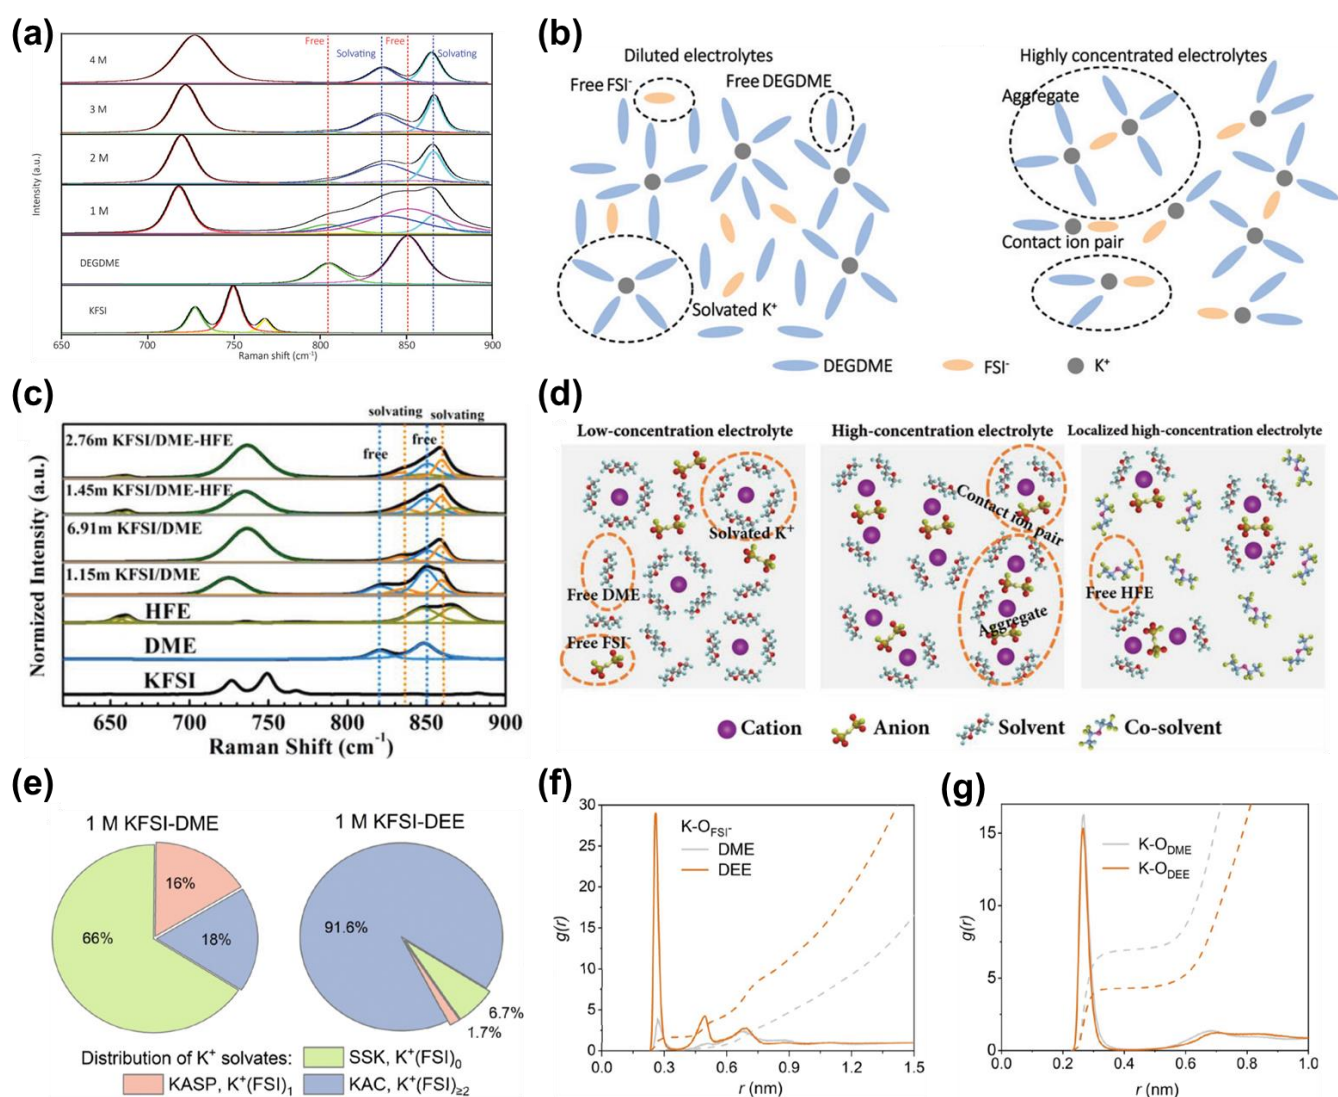 (a)
Free
Solvating
Free
Solvating
4 M
3 M
2 M
1 M
DEGDME
KFSI
Intensity (a.u.)
650
700
750
800
850
900
Raman shift (cm⁻¹)
(b)
Diluted electrolytes
Free FSI⁻
Free DEGDME
Solvated K⁺
Highly concentrated electrolytes
Aggregate
Contact ion pair
DEGDME
FSI⁻
K⁺
(c)
solvating
solvating
free
free
2.76m KFSI/DME-HFE
1.45m KFSI/DME-HFE
6.91m KFSI/DME
1.15m KFSI/DME
HFE
DME
KFSI
Normized Intensity (a.u.)
650
700
750
800
850
900
Raman Shift (cm⁻¹)
(d)
Low-concentration electrolyte
High-concentration electrolyte
Localized high-concentration electrolyte
Solvated K⁺
Free DME
Free FSI⁻
Contact ion pair
Aggregate
Free HFE
Cation
Anion
Solvent
Co-solvent
(e)
1 M KFSI-DME
1 M KFSI-DEE
16%
66%
18%
91.6%
6.7%
1.7%
Distribution of K⁺ solvates:
SSK, K⁺(FSI)₀
KASP, K⁺(FSI)₁
KAC, K⁺(FSI)≥₂
(f)
K-O_FSI⁻
DME
DEE
g(r)
30
25
20
15
10
5
0
0.0
0.3
0.6
0.9
1.2
1.5
r (nm)
(g)
K-O_DME
K-O_DEE
g(r)
15
10
5
0
0.0
0.2
0.4
0.6
0.8
1.0
r (nm)